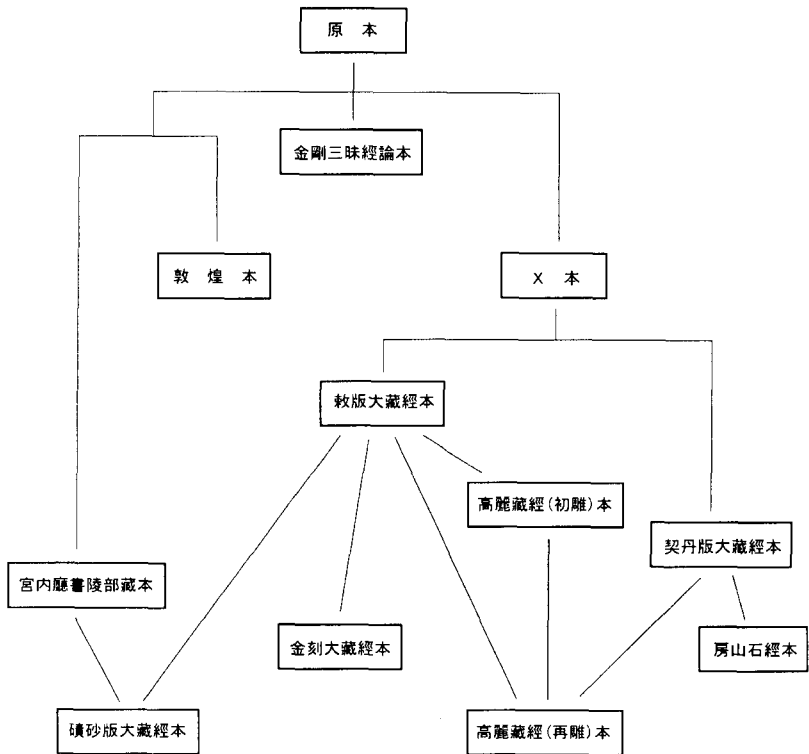 原 本
金剛三昧經論本
敦 煌 本
X 本
敕版大藏經本
高麗藏經(初雕)本
契丹版大藏經本
宮内廳書陵部藏本
金刻大藏經本
房山石經本
磧砂版大藏經本
高麗藏經(再雕)本